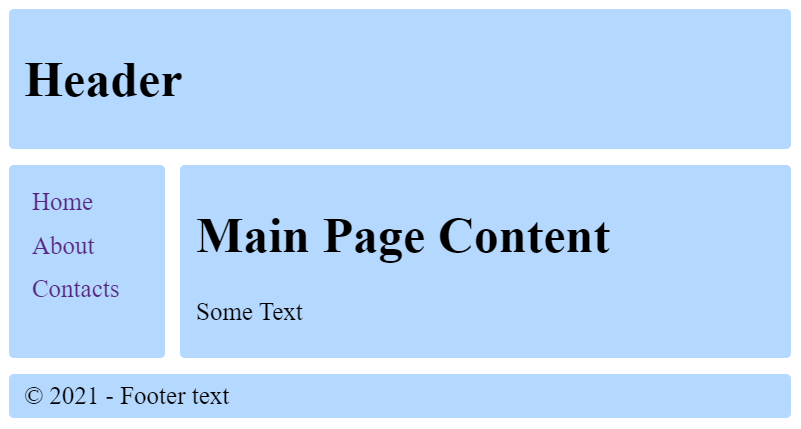 Header
Home
About
Contacts
Main Page Content
Some Text
© 2021 - Footer text